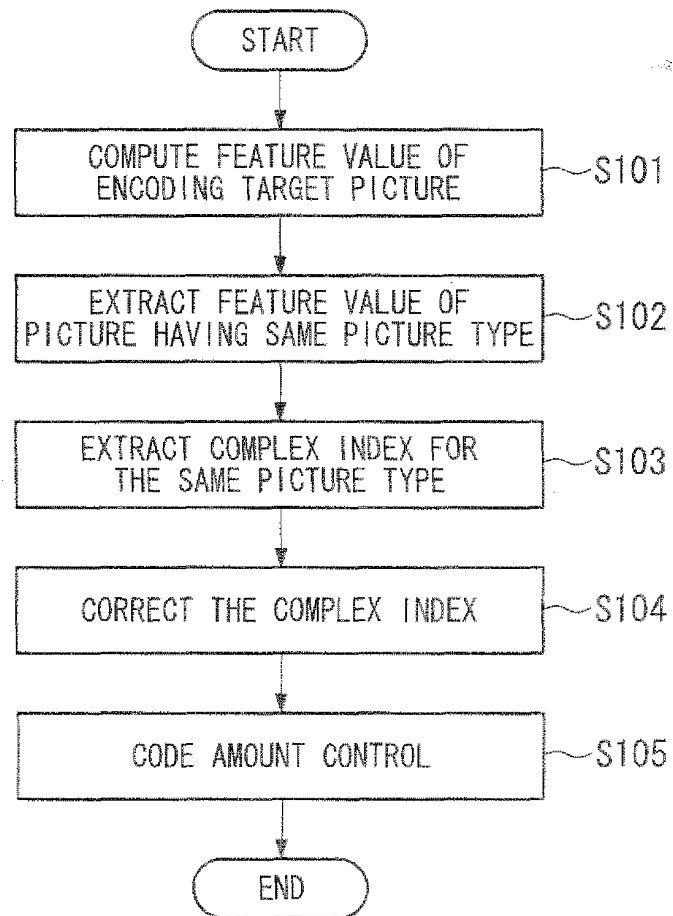 START
COMPUTE FEATURE VALUE OF
ENCODING TARGET PICTURE
S101
EXTRACT FEATURE VALUE OF
PICTURE HAVING SAME PICTURE TYPE
S102
EXTRACT COMPLEX INDEX FOR
THE SAME PICTURE TYPE
S103
CORRECT THE COMPLEX INDEX
S104
CODE AMOUNT CONTROL
S105
END